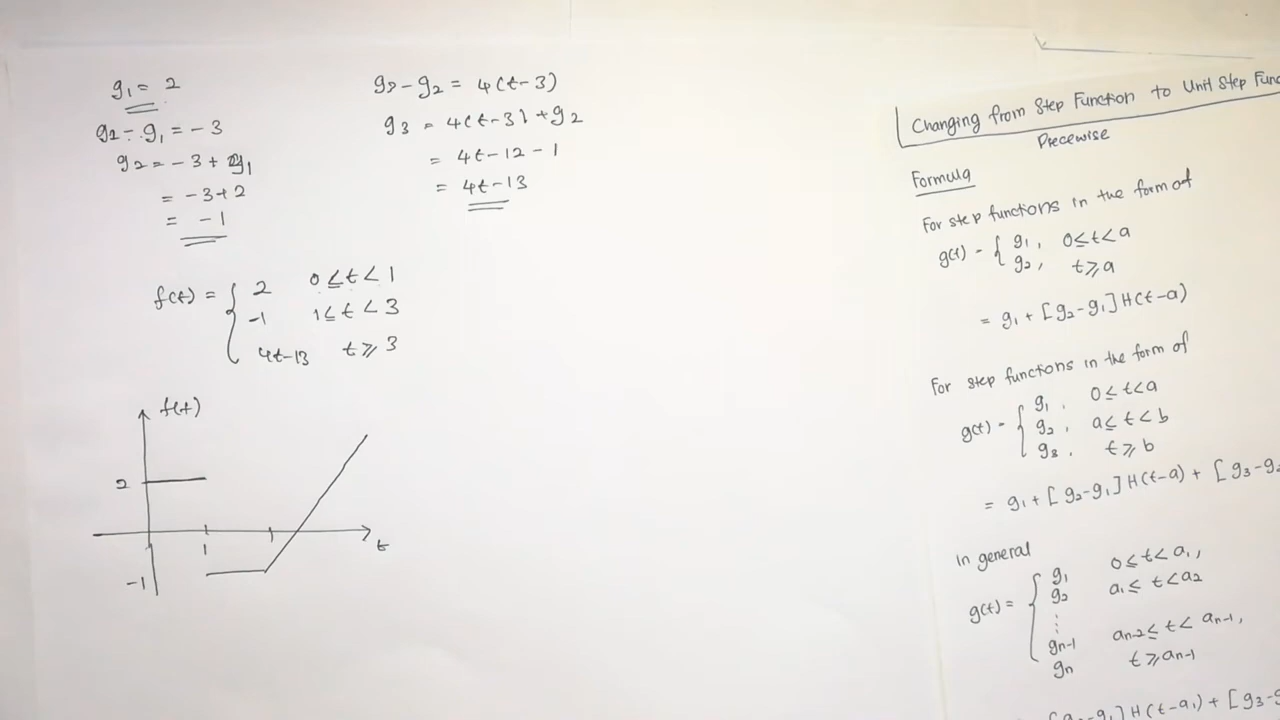 g₁ = 2
g₂ - g₁ = -3
g₂ = -3 + g₁
= -3+2
= -1
g₃ - g₂ = 4(t-3)
g₃ = 4(t-3) + g₂
= 4t-12-1
= 4t-13
f(t) = { 2 0≤t<1
-1 1≤t<3
4t-13 t≥3
f(t)
2
1
t
-1
Changing from Step Function to Unit Step Func
Piecewise
Formula
For step functions in the form of
g(t) = { g₁, 0≤t<a
g₂, t≥a
= g₁ + [g₂-g₁] H(t-a)
For step functions in the form of
g(t) = { g₁, 0≤t<a
g₂, a≤t<b
g₃, t≥b
= g₁ + [g₂-g₁] H(t-a) + [g₃-g₂
In general
g(t) = { g₁ 0≤t<a₁,
g₂ a₁≤t<a₂
⋮
gn-1 an-2≤t<an-1,
gn t≥an-1
-g₁] H(t-a₁) + [g₃-g